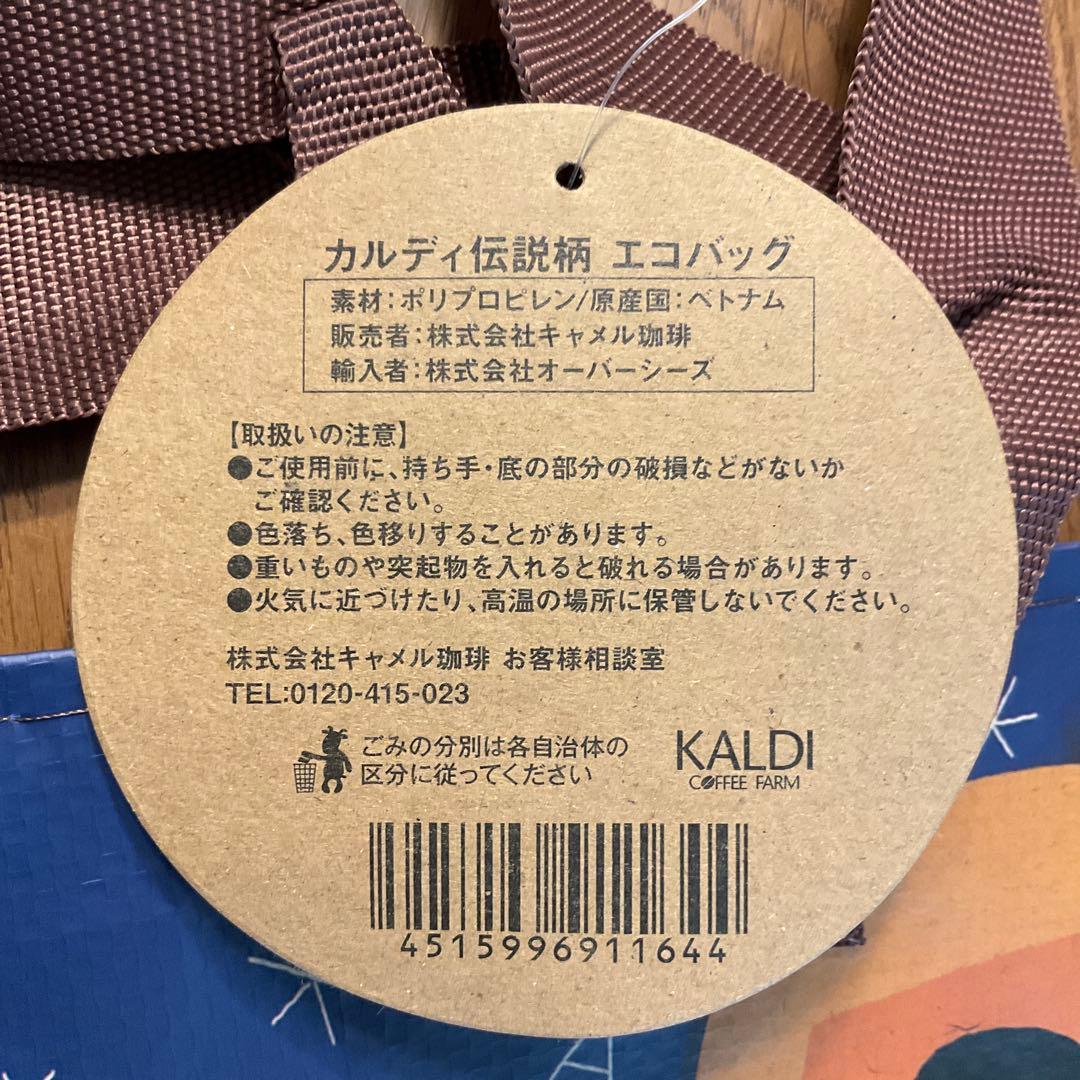 カルディ伝説柄 エコバッグ
素材：ポリプロピレン/原産国：ベトナム
販売者：株式会社キャメル珈琲
輸入者：株式会社オーバーシーズ
【取扱いの注意】
●ご使用前に、持ち手・底の部分の破損などがないか
ご確認ください。
●色落ち、色移りすることがあります。
●重いものや突起物を入れると破れる場合があります。
●火気に近づけたり、高温の場所に保管しないでください。
株式会社キャメル珈琲 お客様相談室
TEL:0120-415-023
ごみの分別は各自治体の
区分に従ってください
KALDI
COFFEE FARM
4515996911644